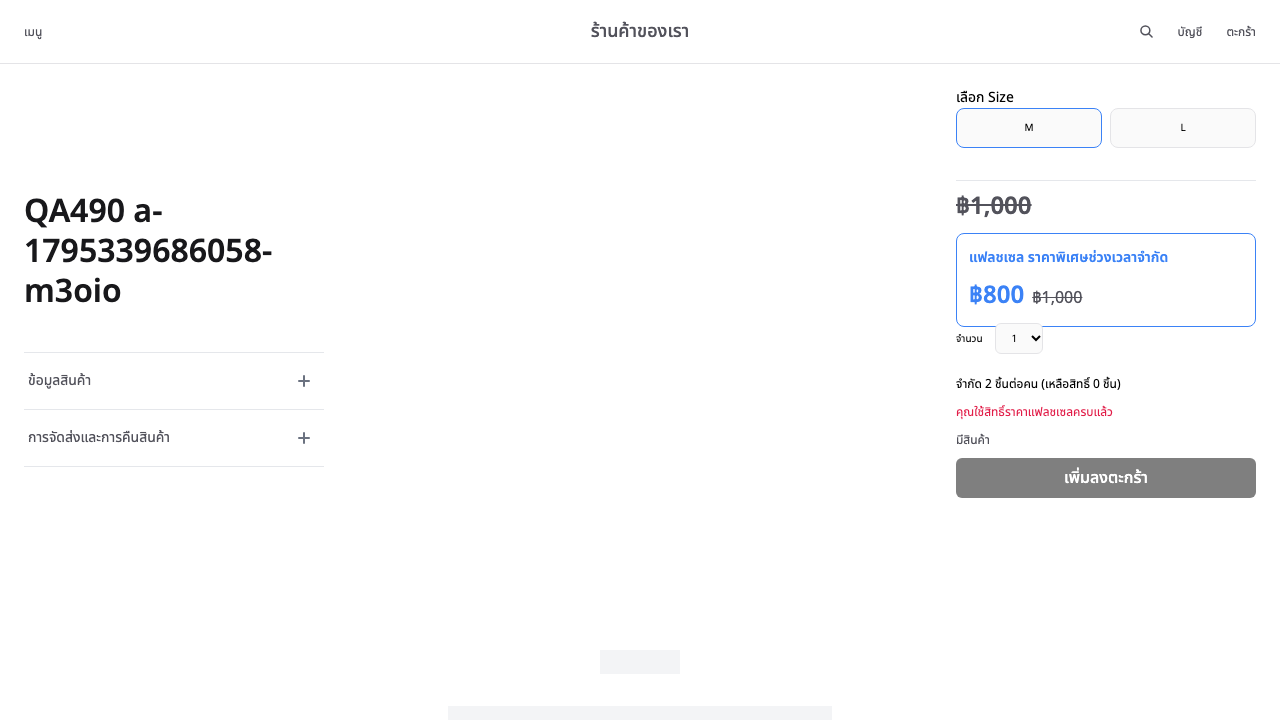 เมนู
ร้านค้าของเรา
บัญชี
ตะกร้า
QA490 a-
1795339686058-
m3oio
ข้อมูลสินค้า
การจัดส่งและการคืนสินค้า
เลือก Size
M
L
฿1,000
แฟลชเซล ราคาพิเศษช่วงเวลาจำกัด
฿800 ฿1,000
จำนวน 1
จำกัด 2 ชิ้นต่อคน (เหลือสิทธิ์ 0 ชิ้น)
คุณใช้สิทธิ์ราคาแฟลชเซลครบแล้ว
มีสินค้า
เพิ่มลงตะกร้า